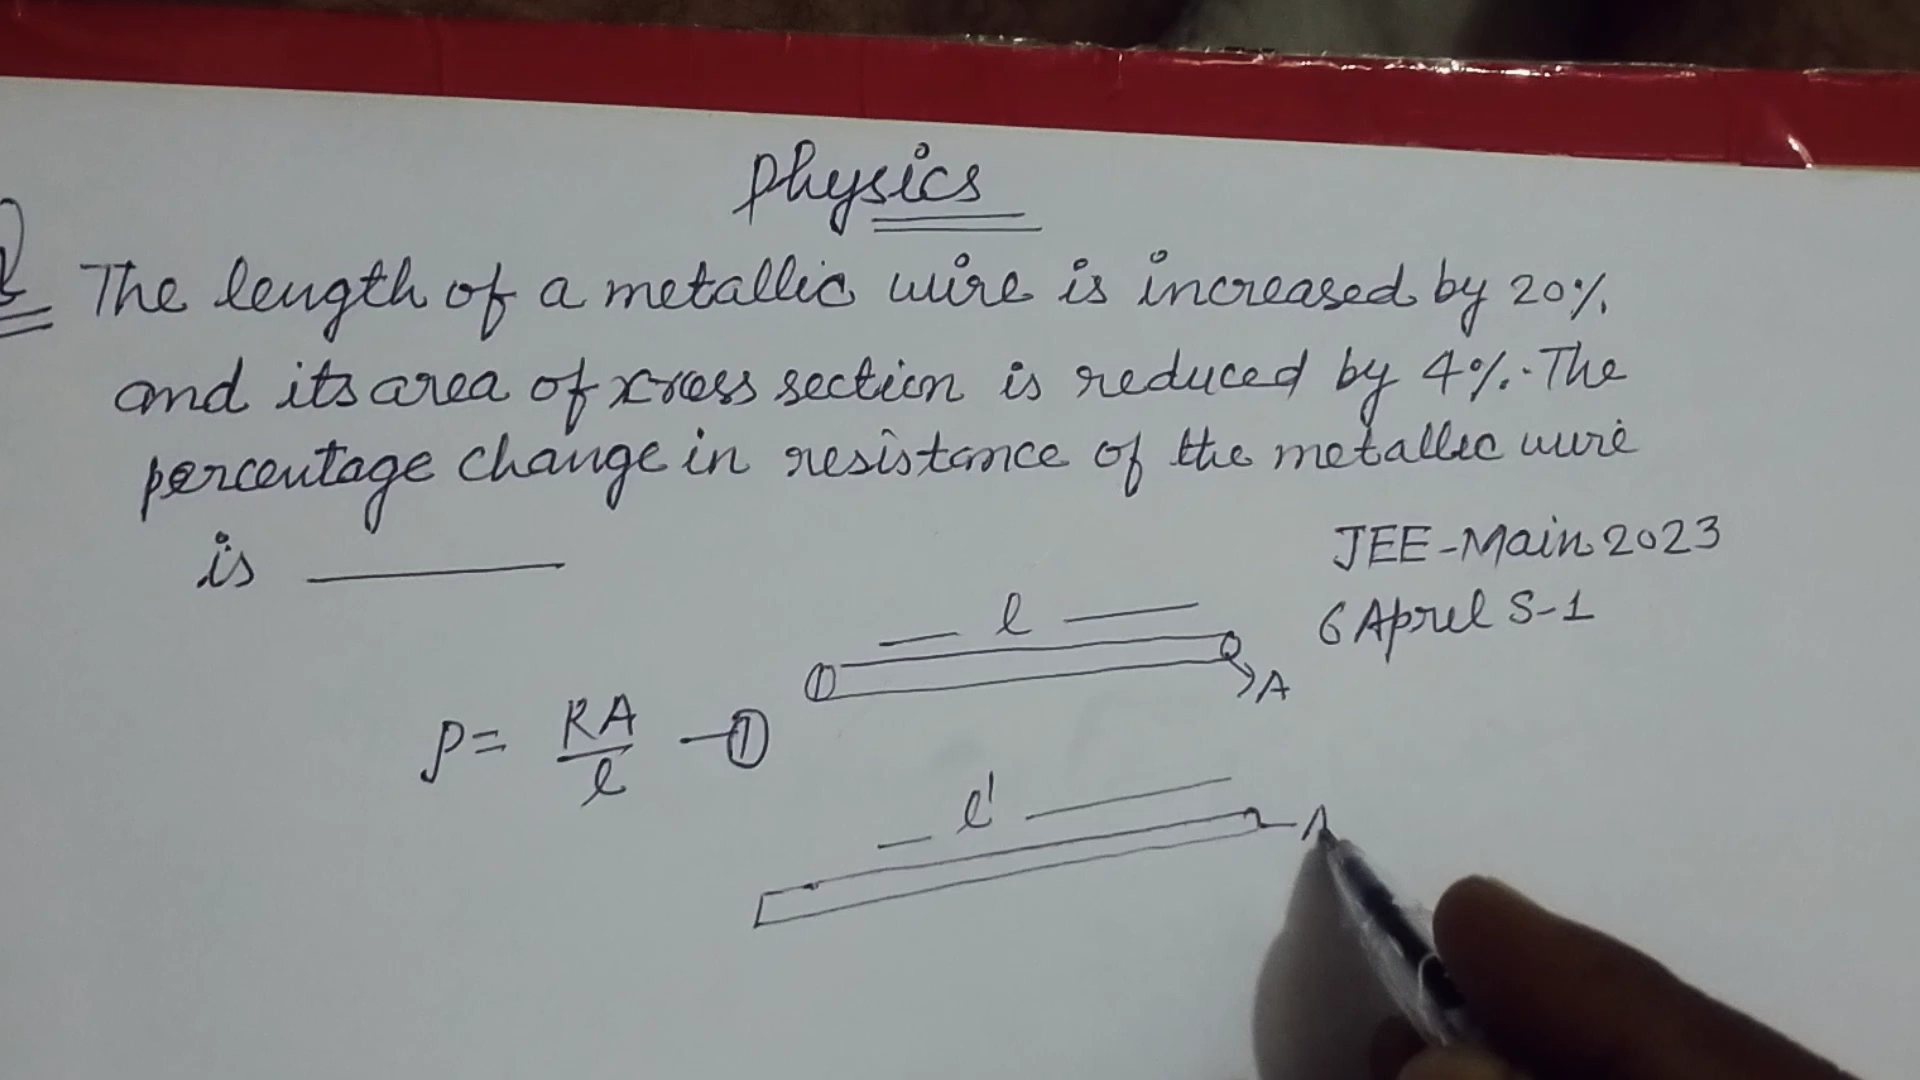 Physics
Q The length of a metallic wire is increased by 20%
and its area of cross section is reduced by 4%. The
percentage change in resistance of the metallic wire
is
JEE-Main 2023
6 April S-1
l
A
ρ = RA/l — ①
l'
A